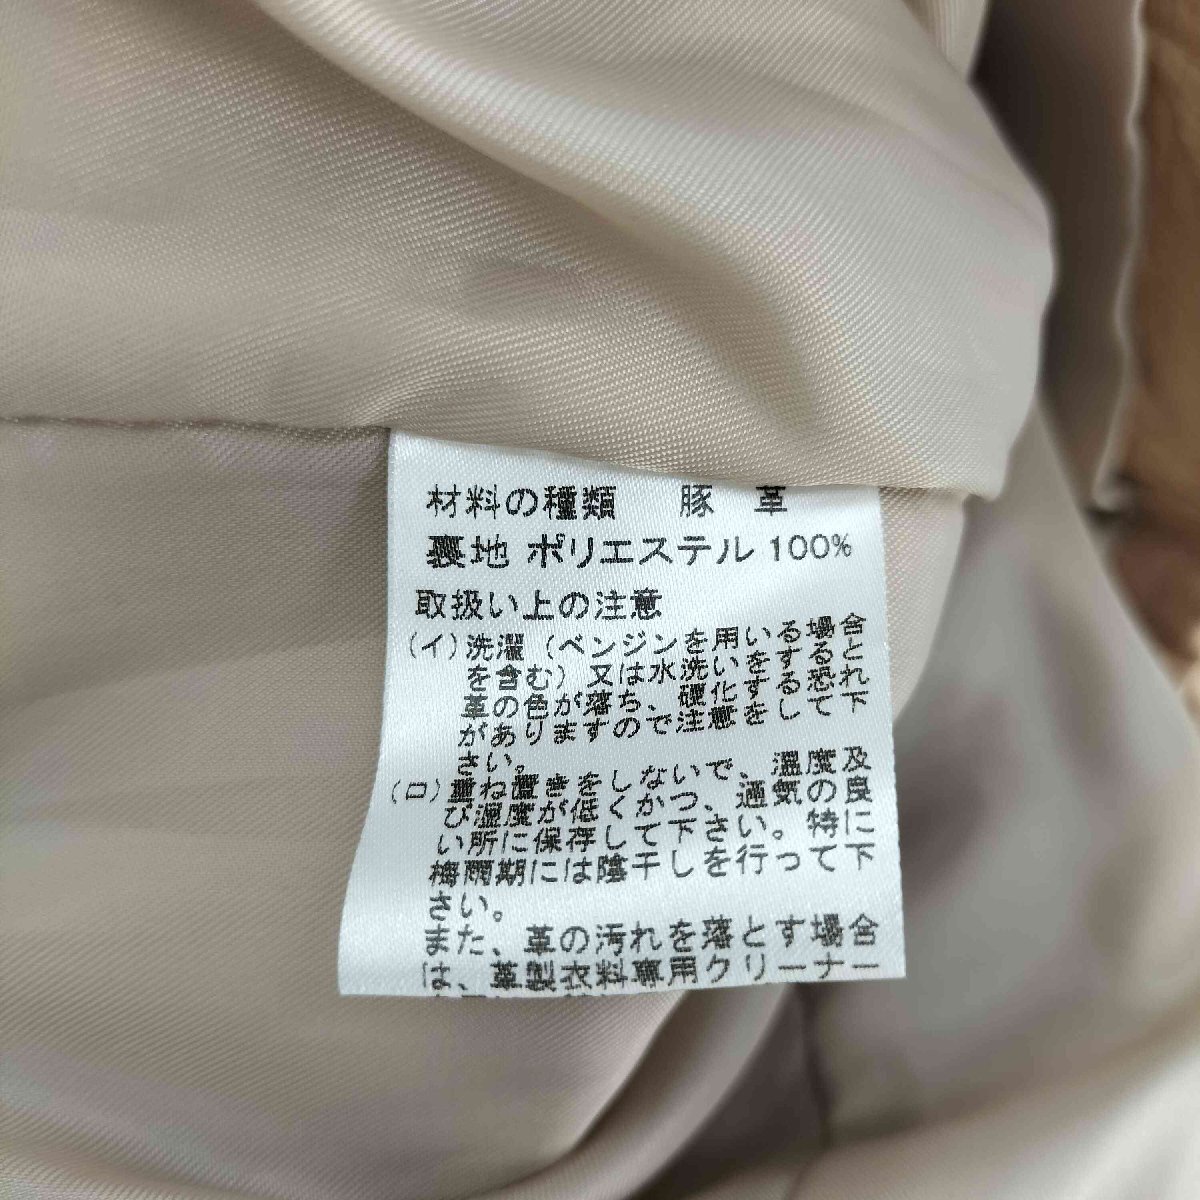 材料の種類　豚　革
裏地 ポリエステル 100%
取扱い上の注意
(イ) 洗濯（ベンジンを用いる場合
を含む）又は水洗いをすると
革の色が落ち、硬化する恐れ
がありますので注意をして下
さい。
(ロ) 重ね置きをしないで、温度及
び湿度が低くかつ、通気の良
い所に保存して下さい。特に
梅雨期には陰干しを行って下
さい。
また、革の汚れを落とす場合
は、革製衣料専用クリーナー